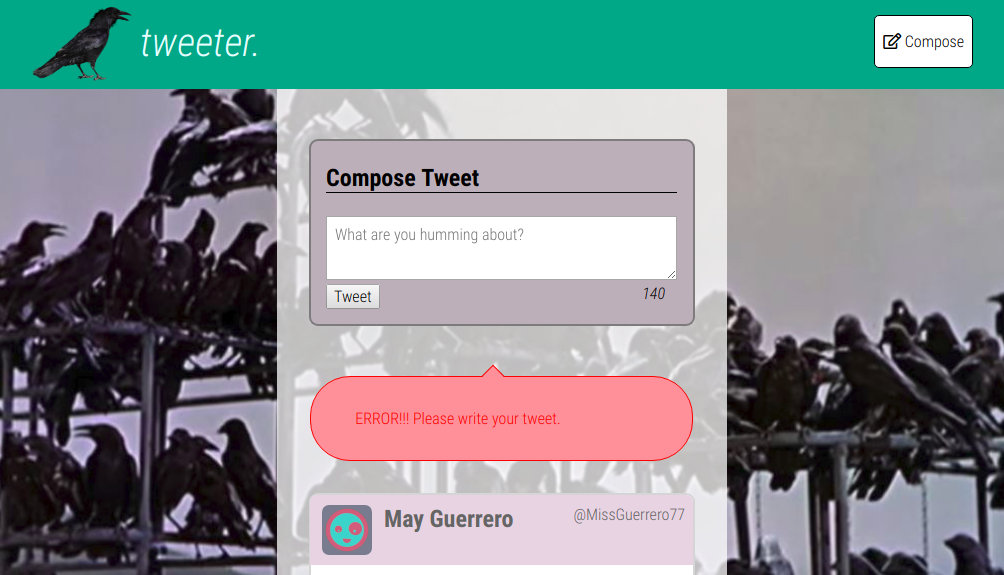 tweeter.
Compose
Compose Tweet
What are you humming about?
Tweet
140
ERROR!!! Please write your tweet.
May Guerrero
@MissGuerrero77